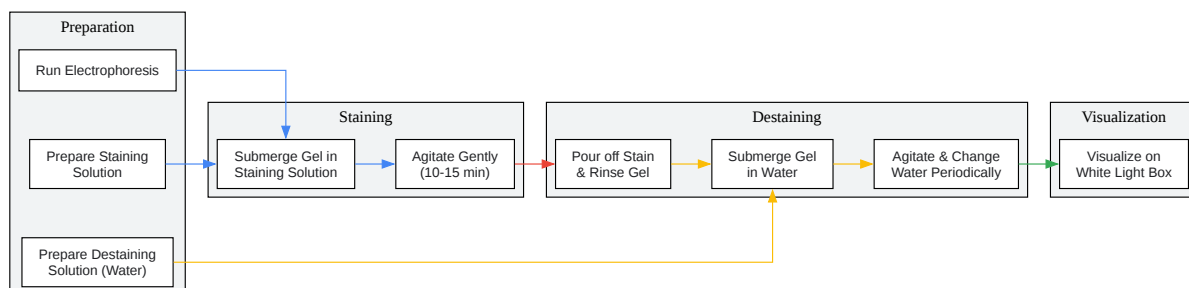 Preparation
Run Electrophoresis
Prepare Staining
Solution
Prepare Destaining
Solution (Water)
Staining
Submerge Gel in
Staining Solution
Agitate Gently
(10-15 min)
Destaining
Pour off Stain
& Rinse Gel
Submerge Gel
in Water
Agitate & Change
Water Periodically
Visualization
Visualize on
White Light Box